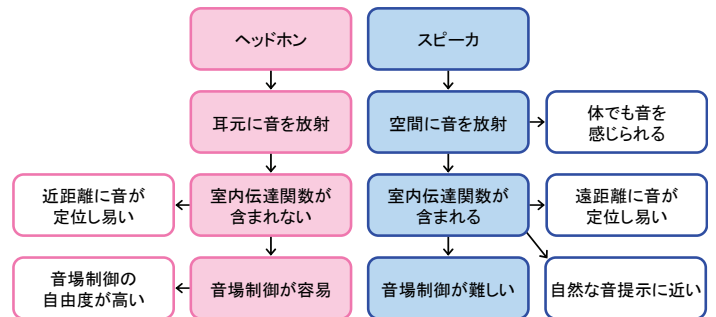 ヘッドホン
スピーカ
耳元に音を放射
空間に音を放射
体でも音を
感じられる
近距離に音が
定位し易い
室内伝達関数が
含まれない
室内伝達関数が
含まれる
遠距離に音が
定位し易い
音場制御の
自由度が高い
音場制御が容易
音場制御が難しい
自然な音提示に近い